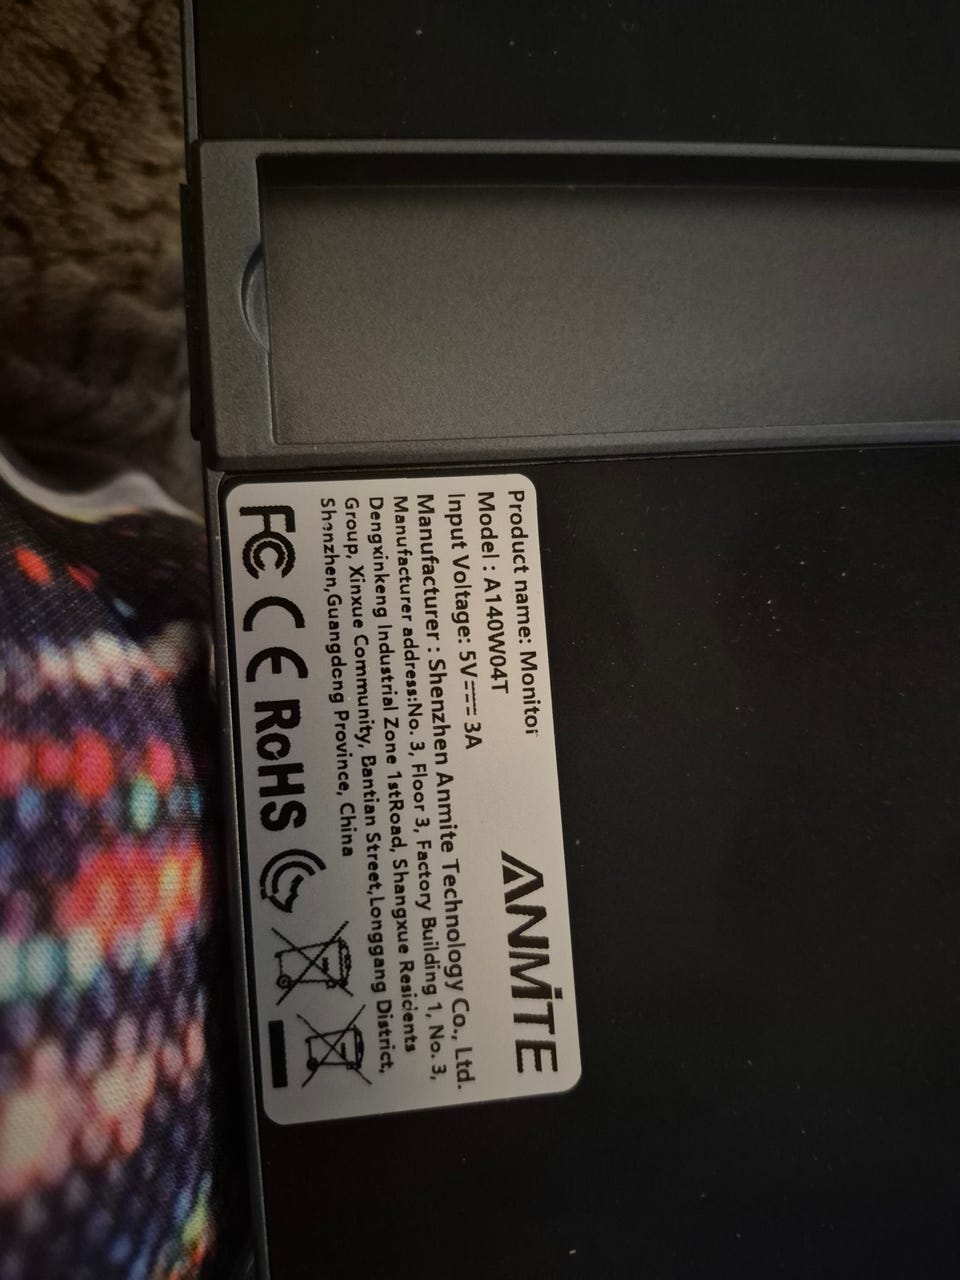 ANMITE
Product name: Monitor
Model : A140W04T
Input Voltage: 5V⎓ 3A
Manufacturer : Shenzhen Anmite Technology Co., Ltd.
Manufacturer address:No. 3, Floor 3, Factory Building 1, No. 3,
Dengxinkeng Industrial Zone 1stRoad, Shangxue Residents
Group, Xinxue Community, Bantian Street,Longgang District,
Shenzhen,Guangdong Province, China
FC CE RoHS